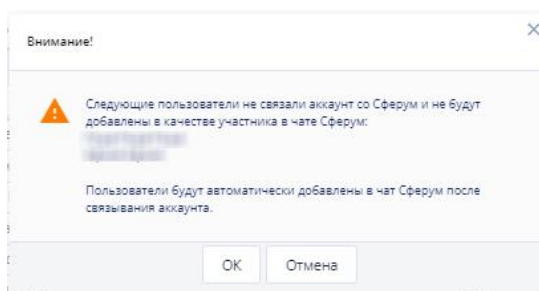 Внимание!
Следующие пользователи не связали аккаунт со Сферум и не будут
добавлены в качестве участника в чате Сферум:
Пользователи будут автоматически добавлены в чат Сферум после
связывания аккаунта.
ОК
Отмена